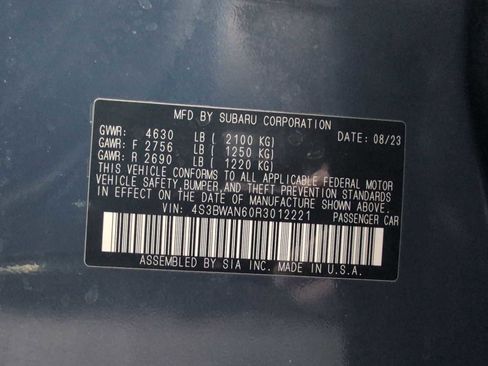 MFD BY SUBARU CORPORATION
GVWR: 4630 LB ( 2100 KG) DATE: 08/23
GAWR: F 2756 LB ( 1250 KG)
GAWR: R 2690 LB ( 1220 KG)
THIS VEHICLE CONFORMS TO ALL APPLICABLE FEDERAL MOTOR
VEHICLE SAFETY, BUMPER, AND THEFT PREVENTION STANDARDS
IN EFFECT ON THE DATE OF MANUFACTURE SHOWN ABOVE.
VIN: 4S3BWAN60R3012221 PASSENGER CAR
ASSEMBLED BY SIA INC. MADE IN U.S.A.